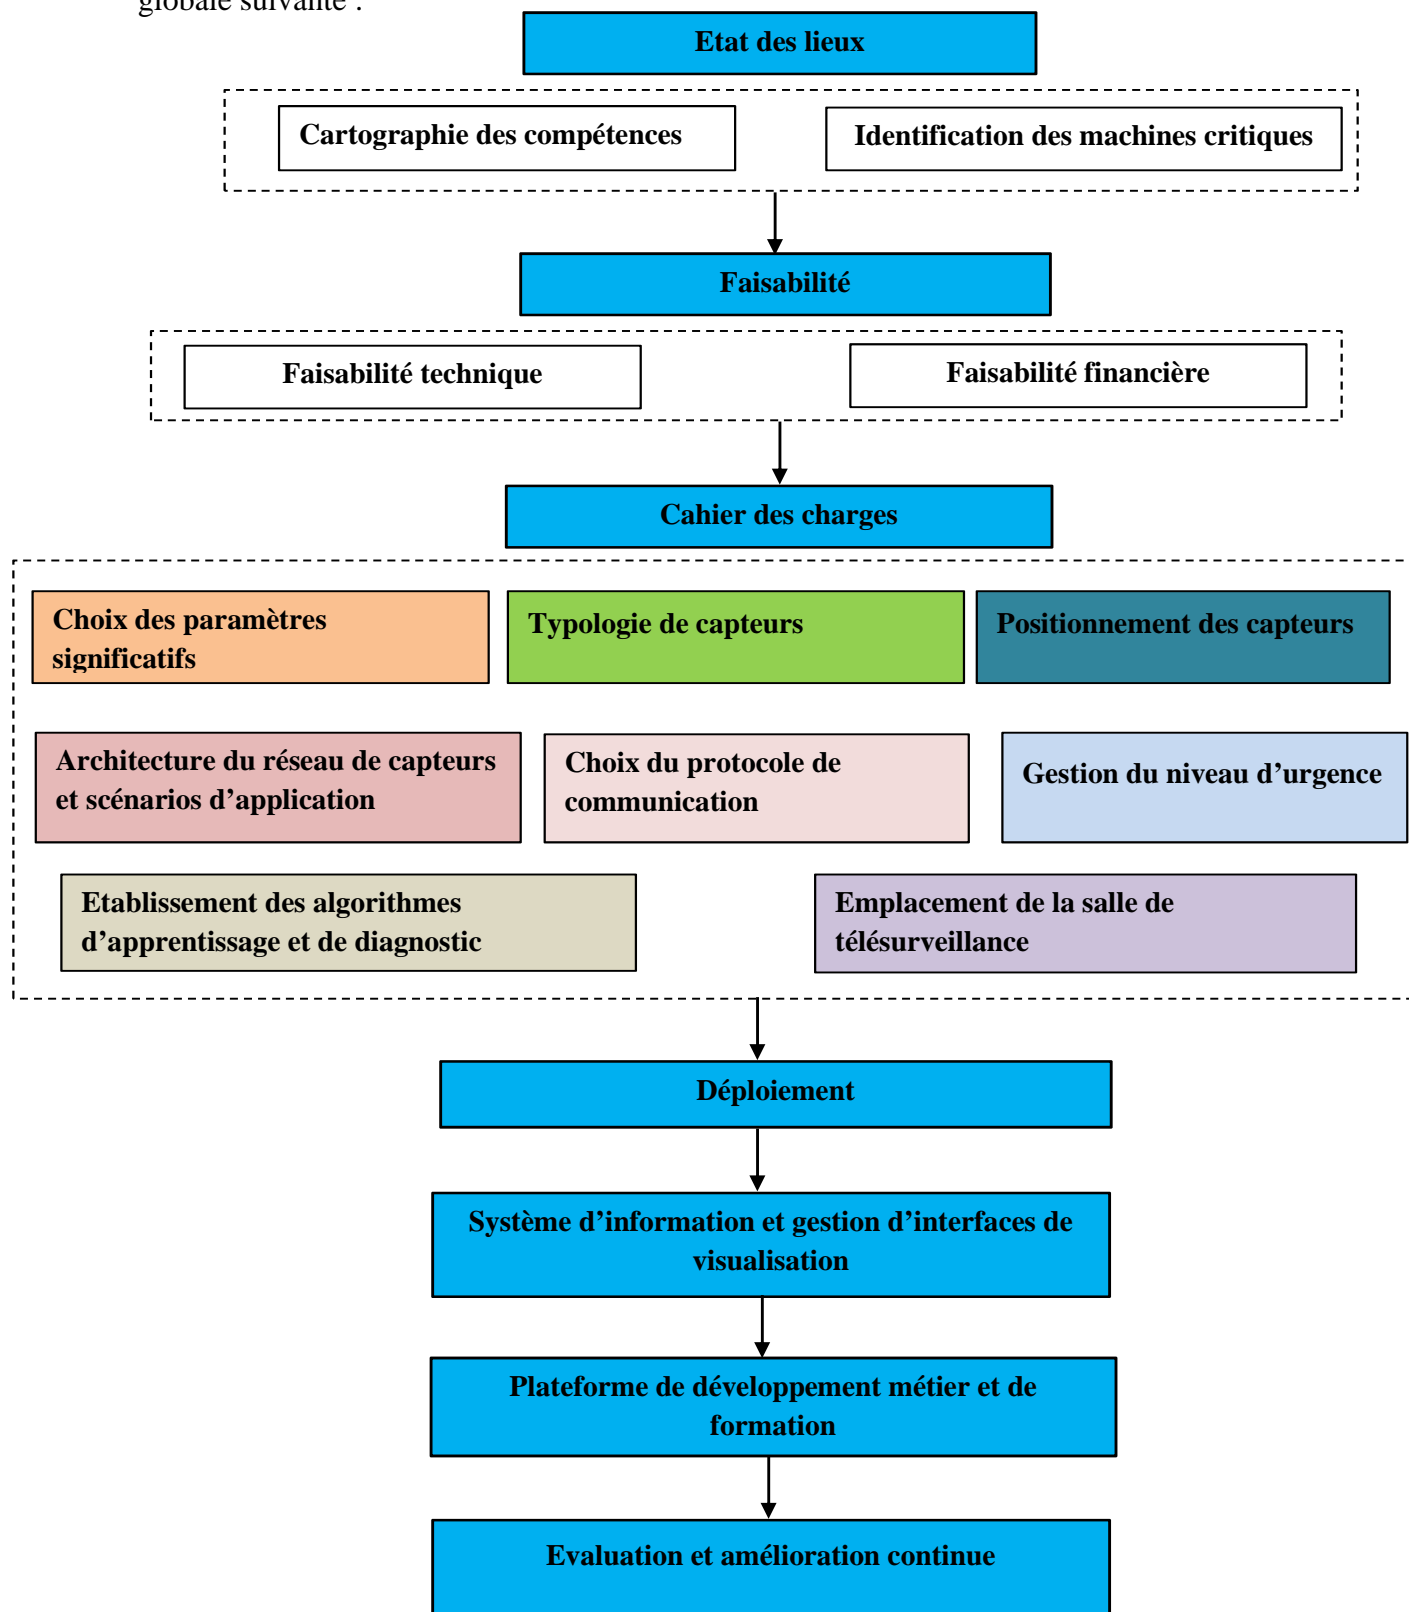 globale suivante :
Etat des lieux
Cartographie des compétences
Identification des machines critiques
Faisabilité
Faisabilité technique
Faisabilité financière
Cahier des charges
Choix des paramètres
significatifs
Typologie de capteurs
Positionnement des capteurs
Architecture du réseau de capteurs
et scénarios d’application
Choix du protocole de
communication
Gestion du niveau d’urgence
Etablissement des algorithmes
d’apprentissage et de diagnostic
Emplacement de la salle de
télésurveillance
Déploiement
Système d’information et gestion d’interfaces de
visualisation
Plateforme de développement métier et de
formation
Evaluation et amélioration continue